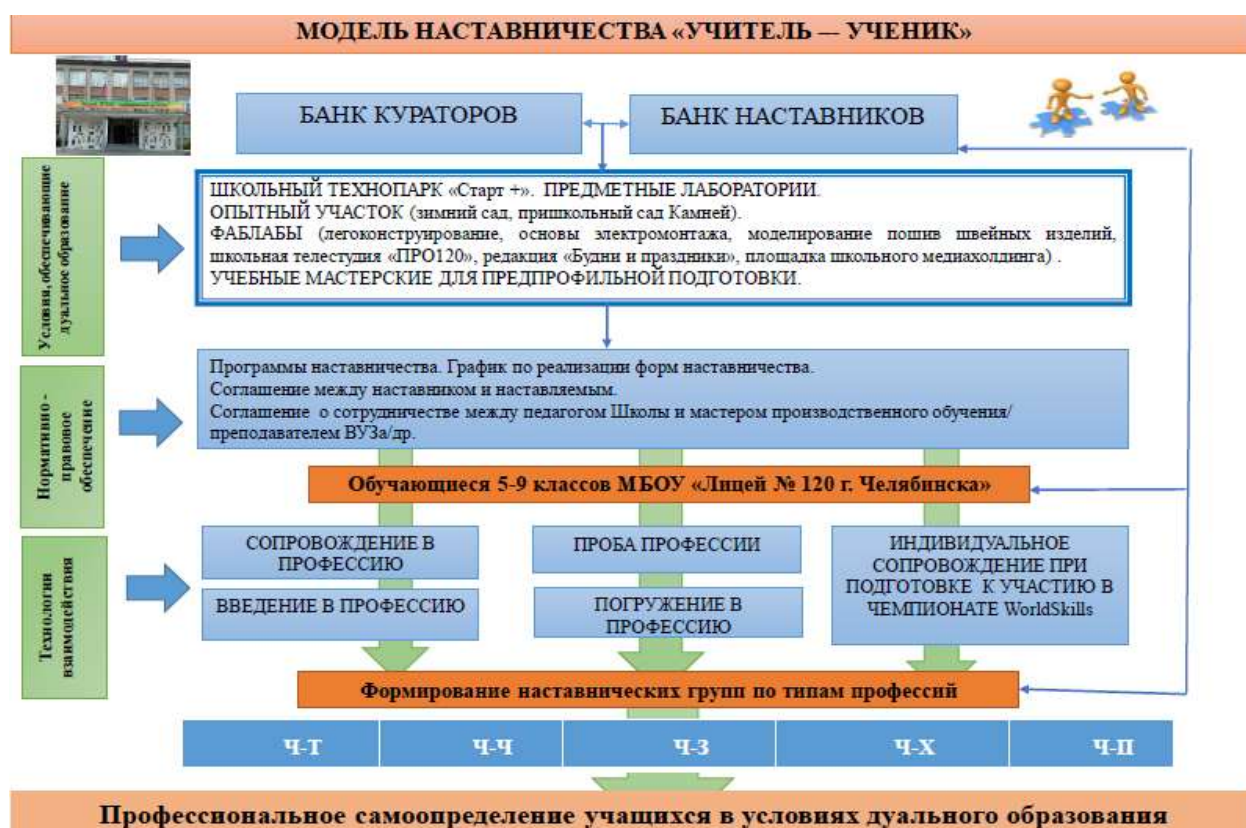 МОДЕЛЬ НАСТАВНИЧЕСТВА «УЧИТЕЛЬ — УЧЕНИК»
БАНК КУРАТОРОВ
БАНК НАСТАВНИКОВ
Условия, обеспечивающие
дуальное образование
ШКОЛЬНЫЙ ТЕХНОПАРК «Старт +». ПРЕДМЕТНЫЕ ЛАБОРАТОРИИ.
ОПЫТНЫЙ УЧАСТОК (зимний сад, пришкольный сад Камней).
ФАБЛАБЫ (легоконструирование, основы электромонтажа, моделирование пошив швейных изделий,
школьная телестудия «ПРО120», редакция «Будни и праздники», площадка школьного медиахолдинга) .
УЧЕБНЫЕ МАСТЕРСКИЕ ДЛЯ ПРЕДПРОФИЛЬНОЙ ПОДГОТОВКИ.
Нормативно -
правовое
обеспечение
Программы наставничества. График по реализации форм наставничества.
Соглашение между наставником и наставляемым.
Соглашение о сотрудничестве между педагогом Школы и мастером производственного обучения/
преподавателем ВУЗа/др.
Обучающиеся 5-9 классов МБОУ «Лицей № 120 г. Челябинска»
Технологии
взаимодействия
СОПРОВОЖДЕНИЕ В
ПРОФЕССИЮ
ВВЕДЕНИЕ В ПРОФЕССИЮ
ПРОБА ПРОФЕССИИ
ПОГРУЖЕНИЕ В
ПРОФЕССИЮ
ИНДИВИДУАЛЬНОЕ
СОПРОВОЖДЕНИЕ ПРИ
ПОДГОТОВКЕ К УЧАСТИЮ В
ЧЕМПИОНАТЕ WorldSkills
Формирование наставнических групп по типам профессий
Ч-Т Ч-Ч Ч-З Ч-Х Ч-П
Профессиональное самоопределение учащихся в условиях дуального образования